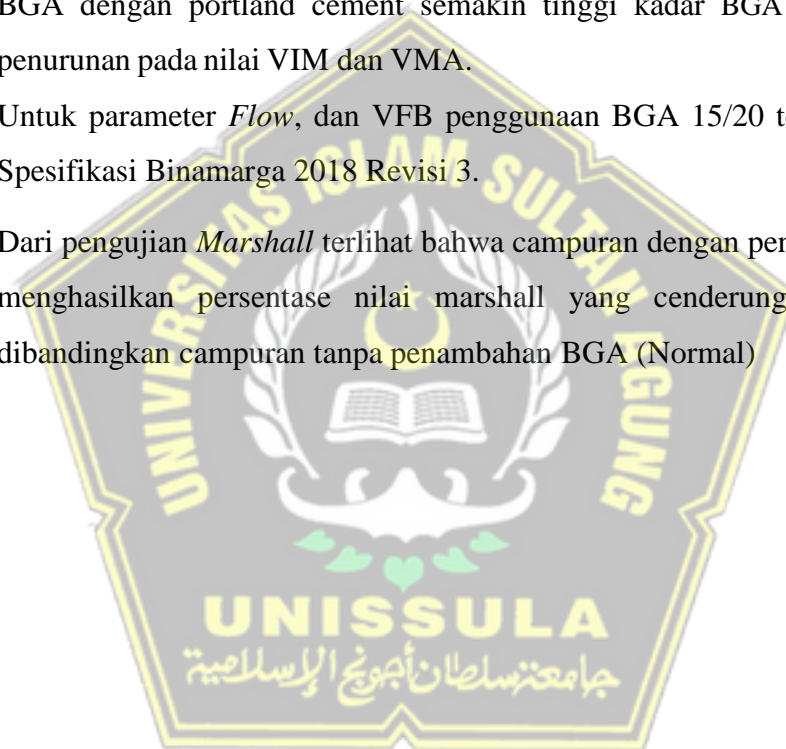 BGA dengan portland cement semakin tinggi kadar BGA
penurunan pada nilai VIM dan VMA.
Untuk parameter Flow, dan VFB penggunaan BGA 15/20
Spesifikasi Binamarga 2018 Revisi 3.
Dari pengujian Marshall terlihat bahwa campuran dengan
menghasilkan persentase nilai marshall yang cenderung
dibandingkan campuran tanpa penambahan BGA (Normal)
UNIVERSITAS ISLAM SULTAN AGUNG
UNISSULA
جامعة سلطان أجونج الإسلامية